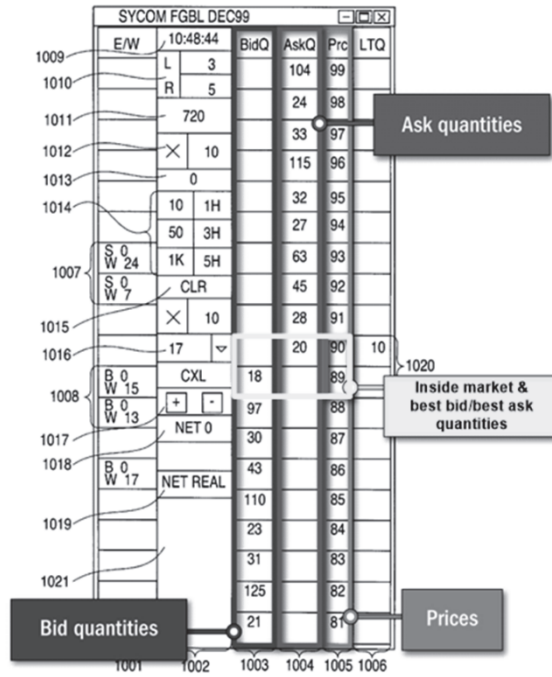 SYCOM FGBL DEC99
E/W 10:48:44 BidQ AskQ Prc LTQ
1009
L 3 104 99
1010
R 5 24 98
1011
720 33 97
Ask quantities
1012
10 115 96
1013
0
1014
10 1H 32 95
50 3H 27 94
S 0
W 24
1K 5H 63 93
1007
S 0
W 7
CLR 45 92
1015
10 28 91
1016
17 20 90 10
1020
B 0
W 15
CXL 18 89
Inside market &
best bid/best ask
quantities
1008
B 0
W 13
+ - 97 88
1017
NET 0 30 87
1018
B 0
W 17
NET REAL 43 86
110 85
1019
23 84
31 83
1021
125 82
21 81
Bid quantities
Prices
1001 1002 1003 1004 1005 1006